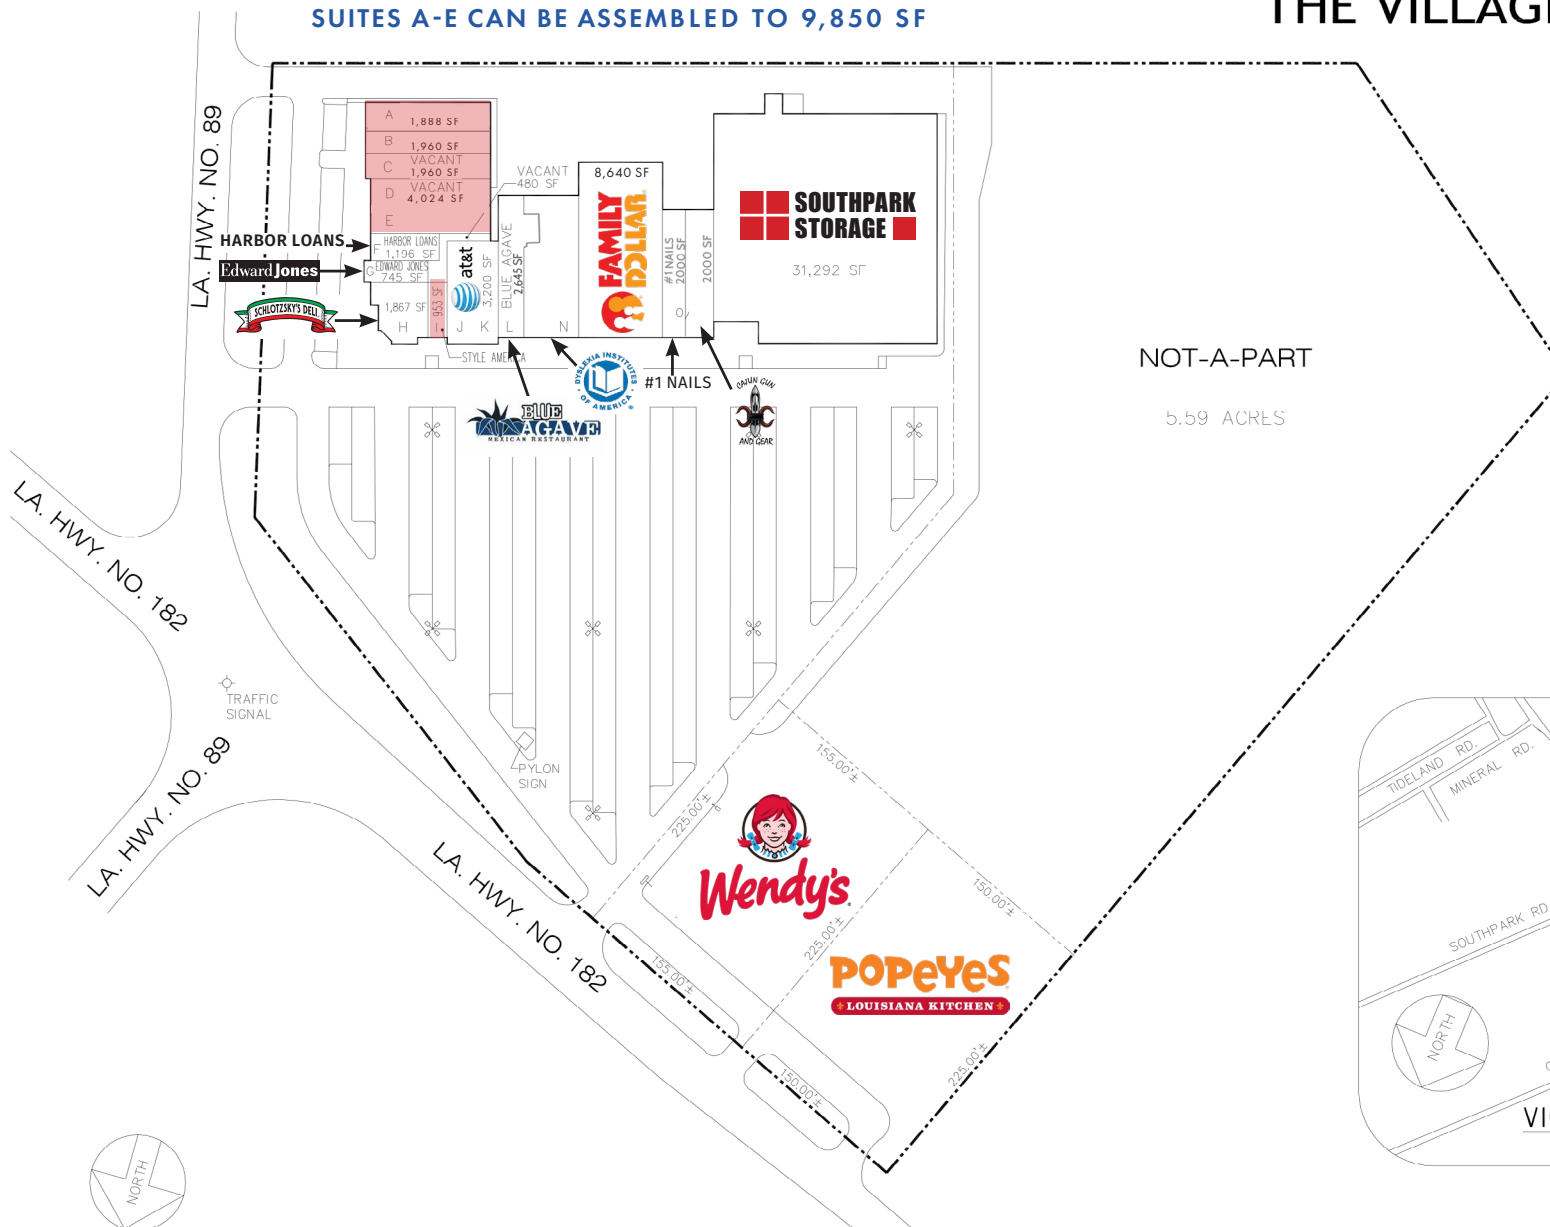 SUITES A-E CAN BE ASSEMBLED TO 9,850 SF
THE VILLAGE
LA. HWY. NO. 89
A
1,888 SF
B
1,960 SF
C
VACANT
1,960 SF
D
VACANT
4,024 SF
E
HARBOR LOANS
F
HARBOR LOANS
1,196 SF
Edward Jones
G
EDWARD JONES
745 SF
SCHLOTZSKY'S DELI.
1,867 SF
H
953 SF
I
STYLE AMERICA
at&t
3,200 SF
J
K
VACANT
480 SF
BLUE AGAVE
2,645 SF
L
N
8,640 SF
FAMILY
DOLLAR
#1 NAILS
2000 SF
O
2000 SF
SOUTHPARK
STORAGE
31,292 SF
BLUE
AGAVE
MEXICAN RESTAURANT
DYSLEXIA INSTITUTES
OF AMERICA
#1 NAILS
CAJUN GUN
AND GEAR
NOT-A-PART
5.59 ACRES
LA. HWY. NO. 182
TRAFFIC
SIGNAL
LA. HWY. NO. 89
PYLON
SIGN
LA. HWY. NO. 182
155.00'±
225.00'±
Wendy's
225.00'±
150.00'±
155.00'±
POPEYES
LOUISIANA KITCHEN
225.00'±
150.00'±
NORTH
TIDELAND RD.
MINERAL RD.
SOUTHPARK RD
NORTH